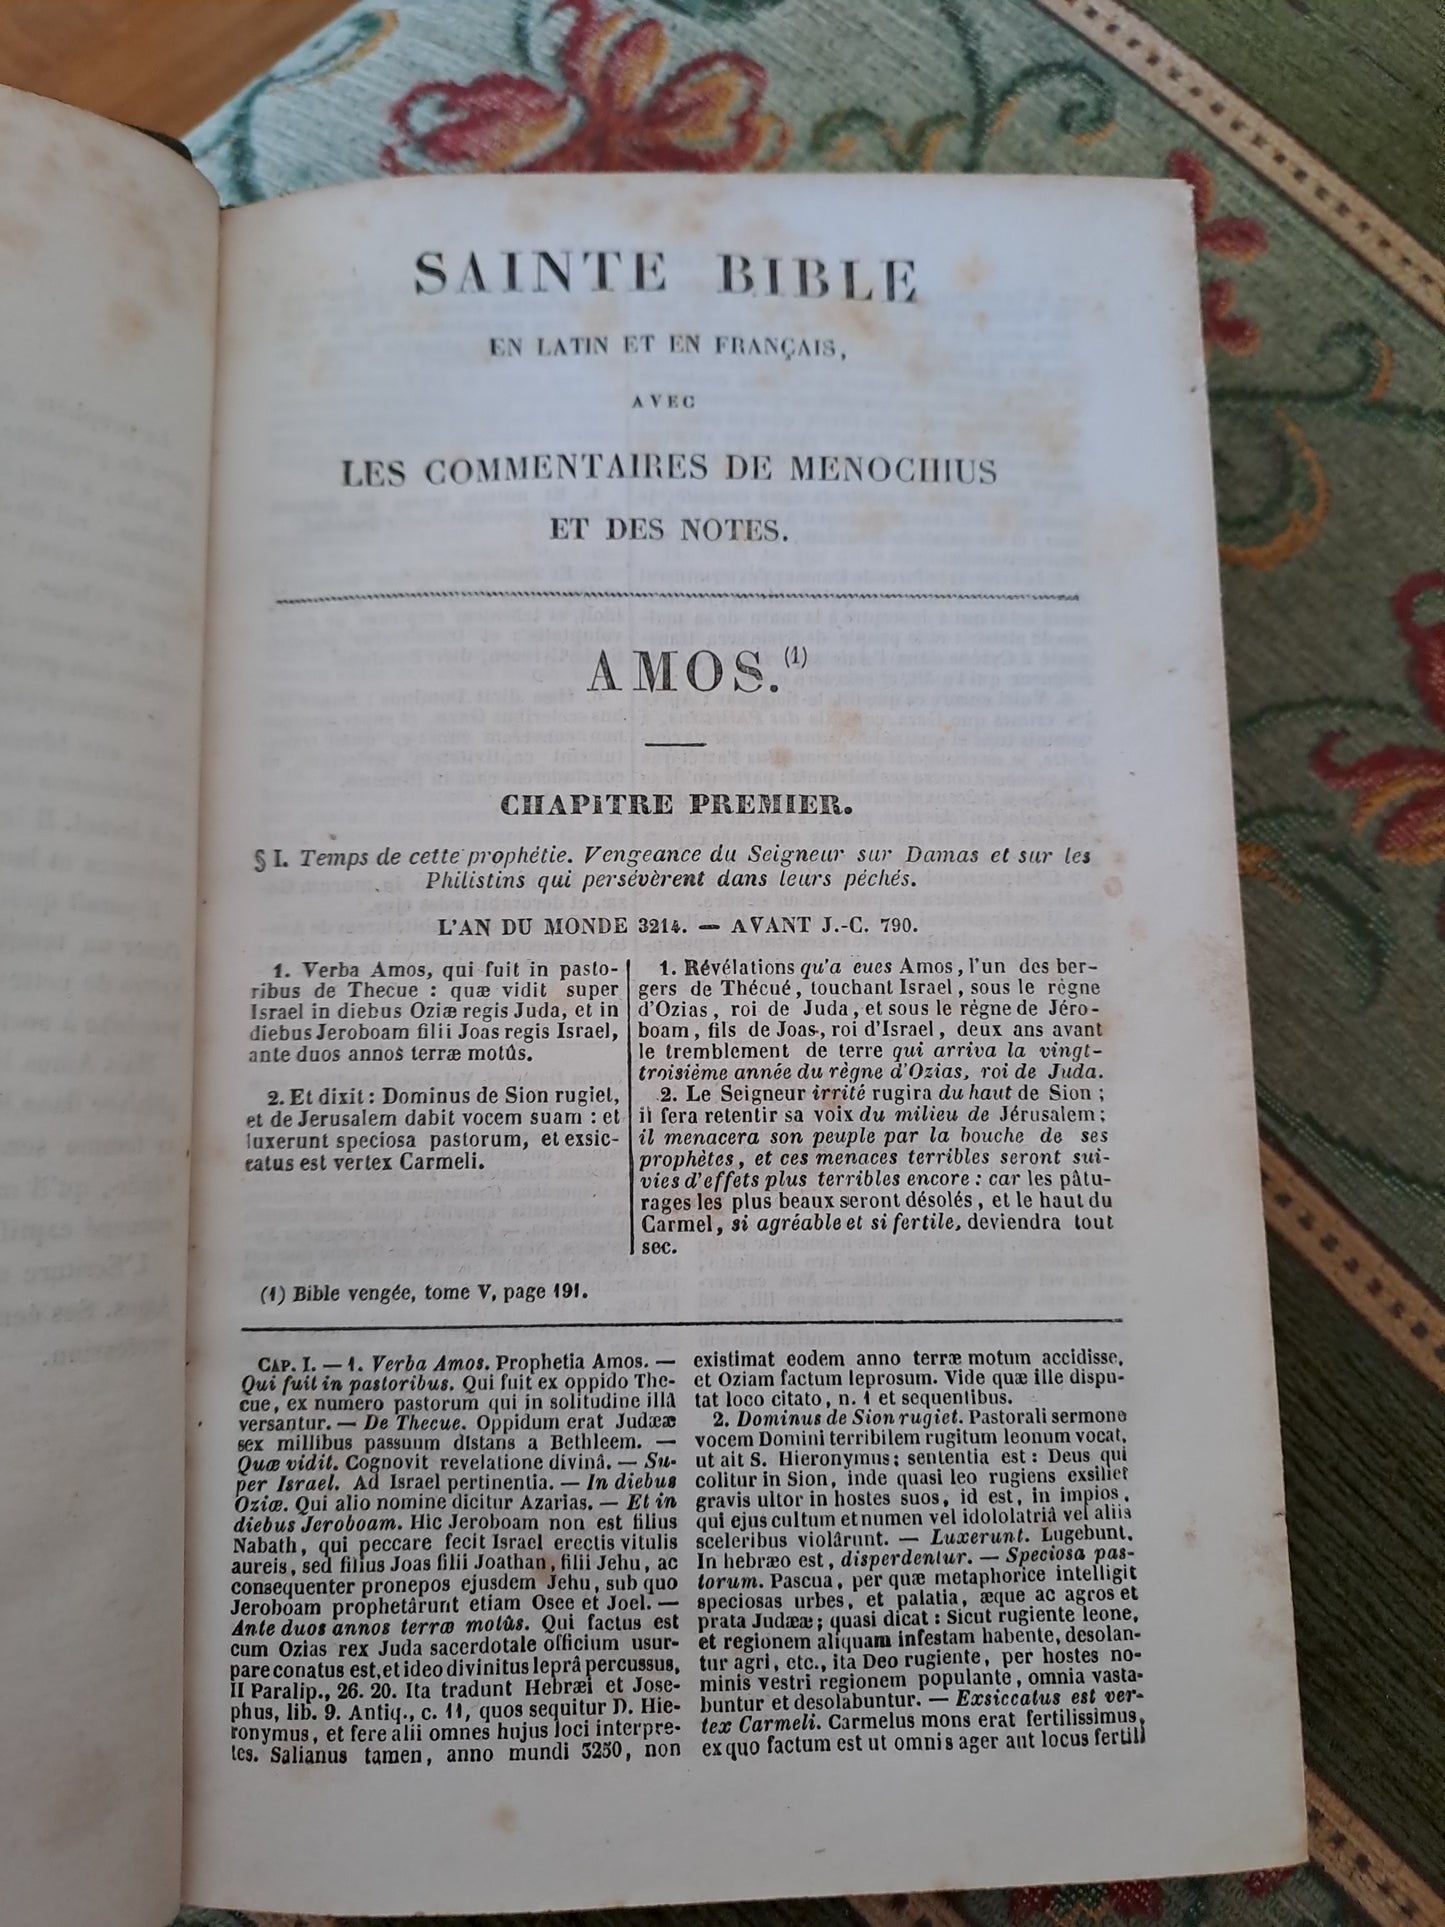 SAINTE BIBLE
EN LATIN ET EN FRANÇAIS,
AVEC
LES COMMENTAIRES DE MENOCHIUS
ET DES NOTES.
AMOS.(1)
CHAPITRE PREMIER.
§ I. Temps de cette prophétie. Vengeance du Seigneur sur Damas et sur les
Philistins qui persévèrent dans leurs péchés.
L'AN DU MONDE 3214. — AVANT J.-C. 790.
1. Verba Amos, qui fuit in pasto-
ribus de Thecue : quæ vidit super
Israel in diebus Oziæ regis Juda, et in
diebus Jeroboam filii Joas regis Israel,
ante duos annos terræ motûs.
2. Et dixit : Dominus de Sion rugiet,
et de Jerusalem dabit vocem suam : et
luxerunt speciosa pastorum, et exsic-
catus est vertex Carmeli.
1. Révélations qu'a eues Amos, l'un des ber-
gers de Thécué, touchant Israel, sous le règne
d'Ozias, roi de Juda, et sous le règne de Jéro-
boam, fils de Joas, roi d'Israel, deux ans avant
le tremblement de terre qui arriva la vingt-
troisième année du règne d'Ozias, roi de Juda.
2. Le Seigneur irrité rugira du haut de Sion ;
il fera retentir sa voix du milieu de Jérusalem ;
il menacera son peuple par la bouche de ses
prophètes, et ces menaces terribles seront sui-
vies d'effets plus terribles encore : car les pâtu-
rages les plus beaux seront désolés, et le haut du
Carmel, si agréable et si fertile, deviendra tout
sec.
(1) Bible vengée, tome V, page 191.
CAP. I. — 1. Verba Amos. Prophetia Amos. —
Qui fuit in pastoribus. Qui fuit ex oppido The-
cue, ex numero pastorum qui in solitudine illâ
versantur. — De Thecue. Oppidum erat Judææ
sex millibus passuum distans a Bethleem. —
Quæ vidit. Cognovit revelatione divinâ. — Su-
per Israel. Ad Israel pertinentia. — In diebus
Oziæ. Qui alio nomine dicitur Azarias. — Et in
diebus Jeroboam. Hic Jeroboam non est filius
Nabath, qui peccare fecit Israel erectis vitulis
aureis, sed filius Joas filii Joathan, filii Jehu, ac
consequenter pronepos ejusdem Jehu, sub quo
Jeroboam prophetârunt etiam Osee et Joel. —
Ante duos annos terræ motûs. Qui factus est
cum Ozias rex Juda sacerdotale officium usur-
pare conatus est, et ideo divinitus leprâ percussus,
II Paralip., 26. 20. Ita tradunt Hebræi et Jose-
phus, lib. 9. Antiq., c. 11, quos sequitur D. Hie-
ronymus, et fere alii omnes hujus loci interpre-
tes. Salianus tamen, anno mundi 3250, non
existimat eodem anno terræ motum accidisse,
et Oziam factum leprosum. Vide quæ ille dispu-
tat loco citato, n. 1 et sequentibus.
2. Dominus de Sion rugiet. Pastorali sermone
vocem Domini terribilem rugitum leonum vocat,
ut ait S. Hieronymus; sententia est : Deus qui
colitur in Sion, inde quasi leo rugiens exsiliet
gravis ultor in hostes suos, id est, in impios,
qui ejus cultum et numen vel idololatriâ vel aliis
sceleribus violârunt. — Luxerunt. Lugebunt.
In hebræo est, disperdentur. — Speciosa pas-
torum. Pascua, per quæ metaphorice intelligit
speciosas urbes, et palatia, æque ac agros et
prata Judææ; quasi dicat : Sicut rugiente leone,
et regionem aliquam infestam habente, desolan-
tur agri, etc., ita Deo rugiente, per hostes no-
minis vestri regionem populante, omnia vasta-
buntur et desolabuntur. — Exsiccatus est ver-
tex Carmeli. Carmelus mons erat fertilissimus,
ex quo factum est ut omnis ager aut locus fertili